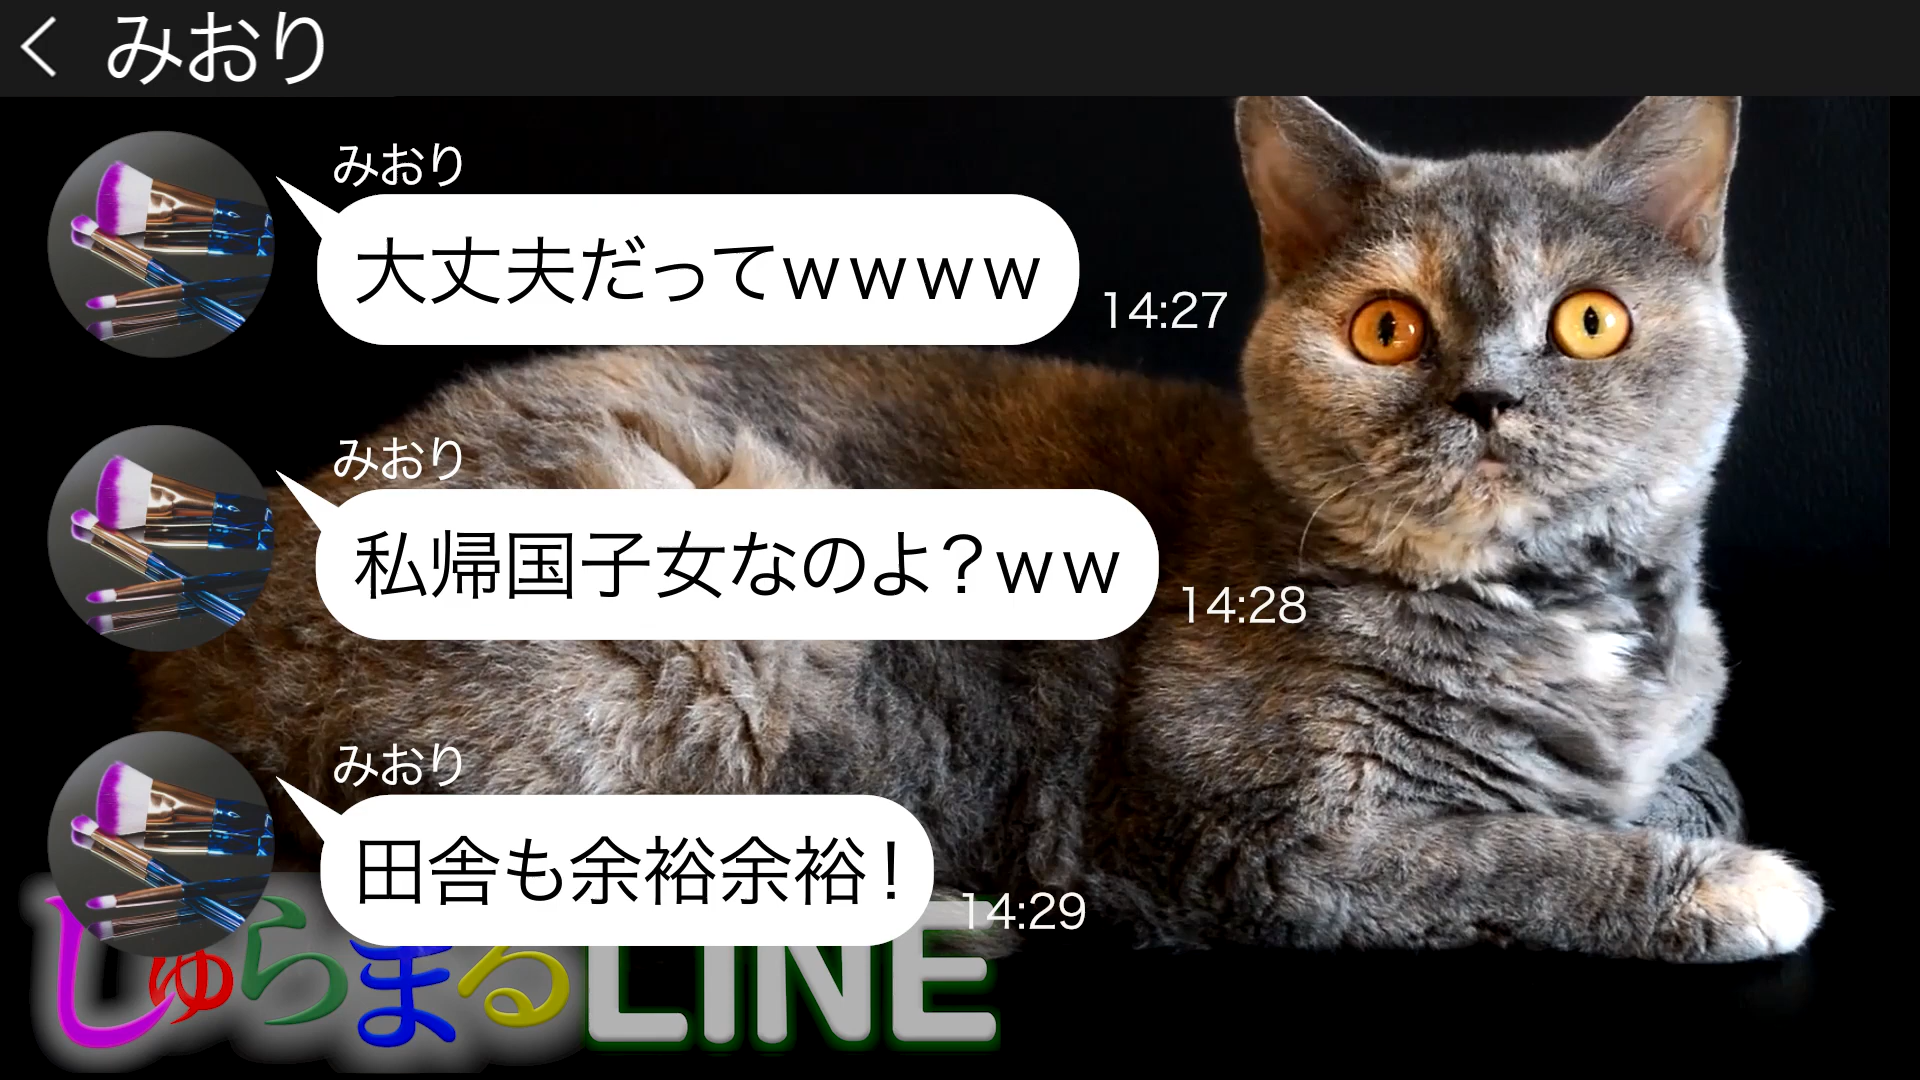 みおり
みおり
大丈夫だってｗｗｗｗ
14:27
みおり
私帰国子女なのよ？ｗｗ
14:28
みおり
田舎も余裕余裕！
14:29
しゅらまるLINE